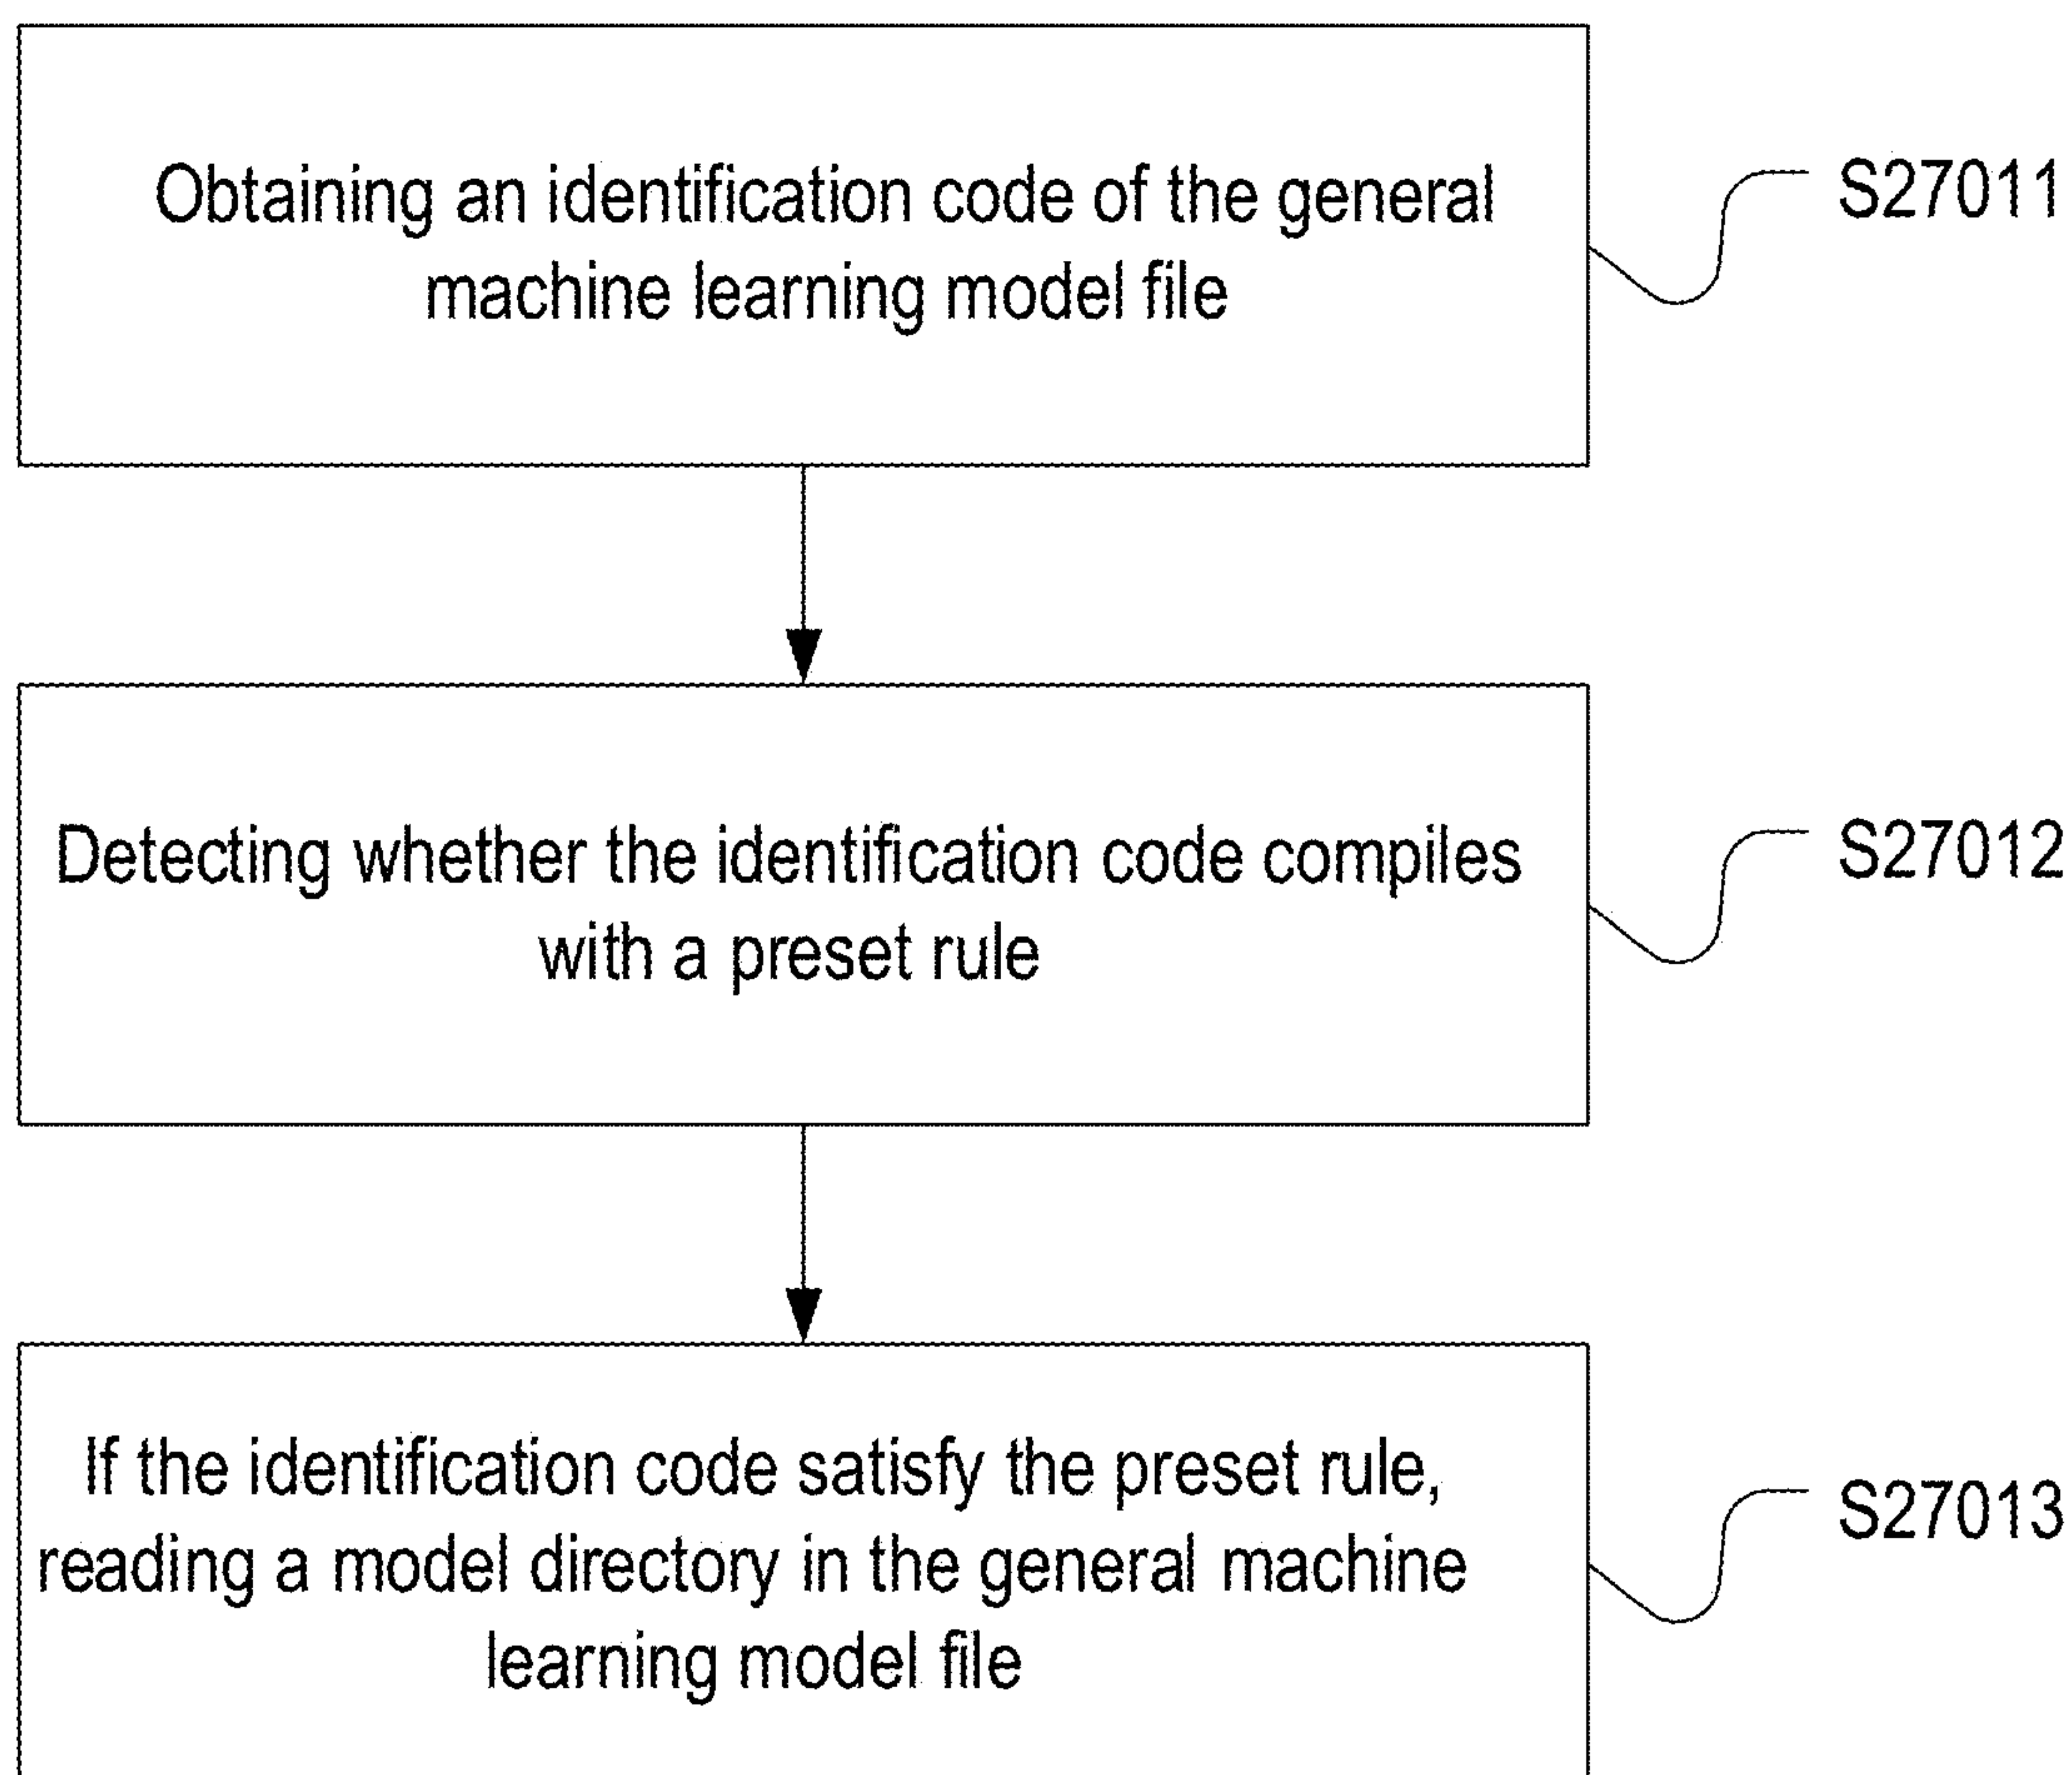 Obtaining an identification code of the general
machine learning model file
S27011
Detecting whether the identification code compiles
with a preset rule
S27012
If the identification code satisfy the preset rule,
reading a model directory in the general machine
learning model file
S27013